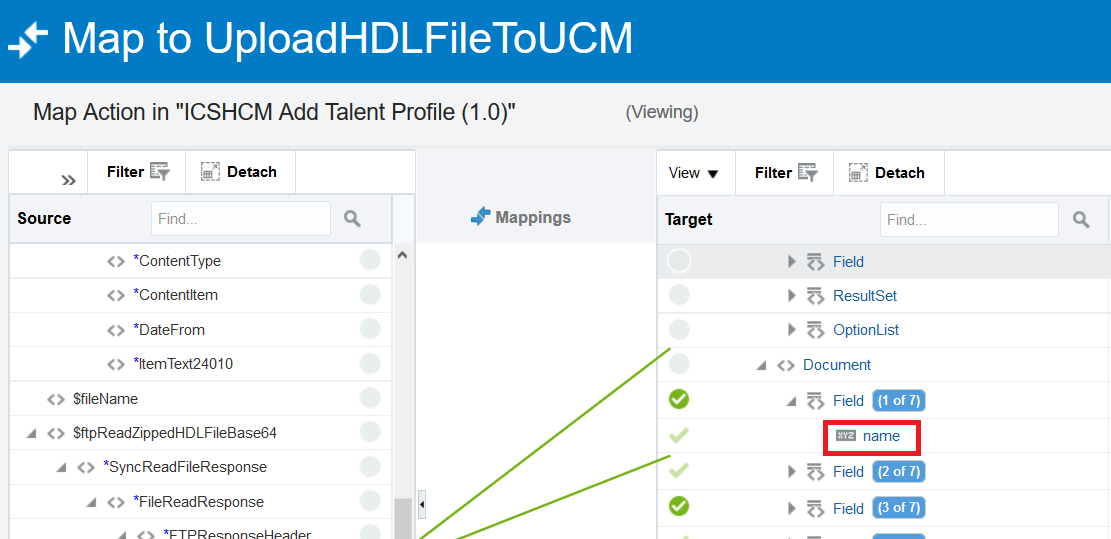 Map to UploadHDLFileToUCM
Map Action in "ICSHCM Add Talent Profile (1.0)" (Viewing)
Filter Detach View Filter Detach
Source Find... Mappings Target Find...
*ContentType Field
*ContentItem ResultSet
*DateFrom OptionList
*ItemText24010 Document
$fileName Field (1 of 7)
$ftpReadZippedHDLFileBase64 XYZ name
*SyncReadFileResponse Field (2 of 7)
*FileReadResponse Field (3 of 7)
*FTPResponseHeader